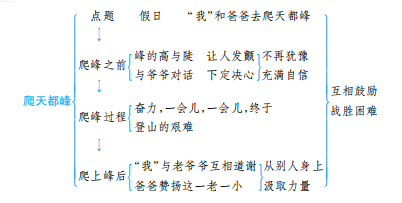 点题 假日 “我”和爸爸去爬天都峰
爬峰之前 峰的高与陡 让人发颤 不再犹豫
与爷爷对话 下定决心 充满自信
爬天都峰
爬峰过程 奋力，一会儿，一会儿，终于
登山的艰难
互相鼓励
战胜困难
爬上峰后 “我”与老爷爷互相道谢 从别人身上
爸爸赞扬这一老一小 汲取力量